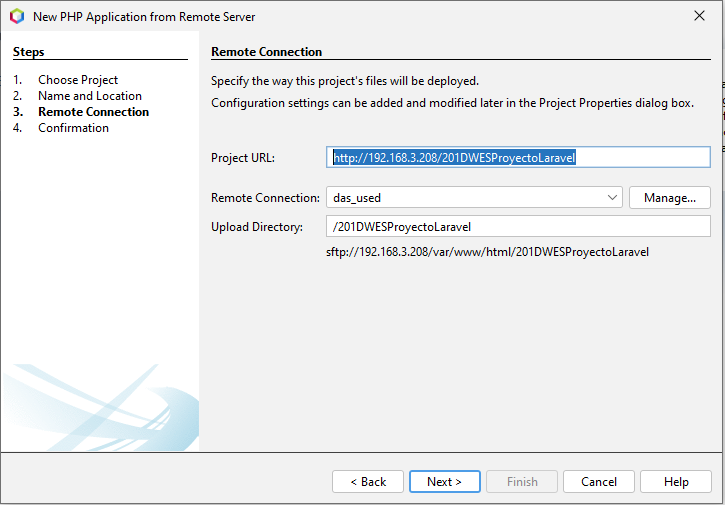 New PHP Application from Remote Server
Steps
1. Choose Project
2. Name and Location
3. Remote Connection
4. Confirmation
Remote Connection
Specify the way this project's files will be deployed.
Configuration settings can be added and modified later in the Project Properties dialog box.
Project URL: http://192.168.3.208/201DWESProyectoLaravel
Remote Connection: das_used Manage...
Upload Directory: /201DWESProyectoLaravel
sftp://192.168.3.208/var/www/html/201DWESProyectoLaravel
< Back Next > Finish Cancel Help